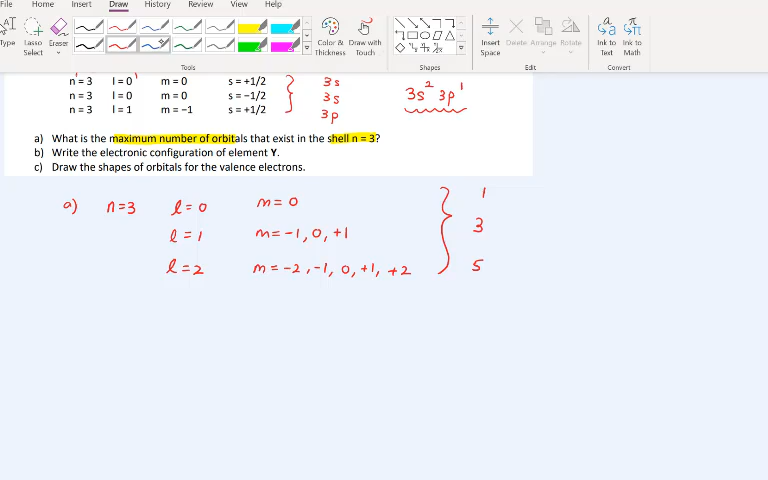 File Home Insert Draw History Review View Help
Type Lasso Select Eraser Color & Thickness Draw with Touch Insert Space Delete Arrange Rotate Ink to Text Ink to Math
Tools Shapes Edit Convert
n = 3 l = 0 m = 0 s = +1/2 3s
n = 3 l = 0 m = 0 s = −1/2 3s 3s² 3p¹
n = 3 l = 1 m = −1 s = +1/2 3p
a) What is the maximum number of orbitals that exist in the shell n = 3?
b) Write the electronic configuration of element Y.
c) Draw the shapes of orbitals for the valence electrons.
a) n=3 l = 0 m = 0 1
l = 1 m = −1, 0, +1 3
l = 2 m = −2, −1, 0, +1, +2 5